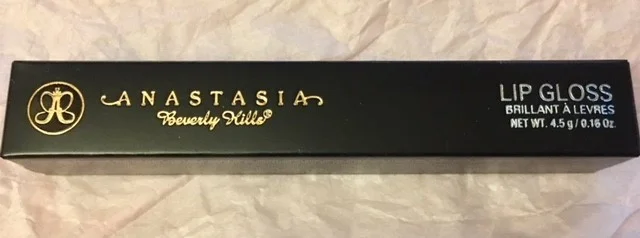 ANASTASIA
Beverly Hills®
LIP GLOSS
BRILLANT À LEVRES
NET WT. 4.5 g / 0.16 Oz.